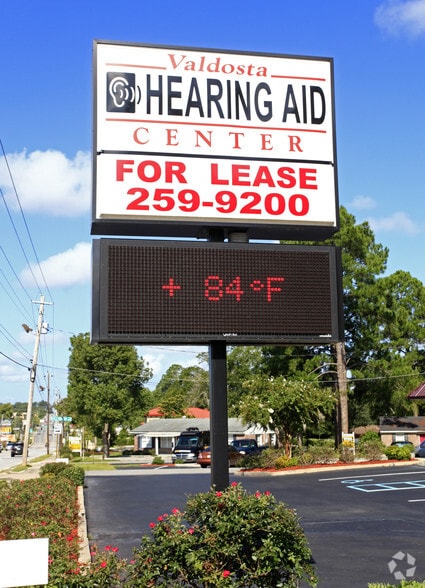 Valdosta
HEARING AID
CENTER
FOR LEASE
259-9200
+ 84°F